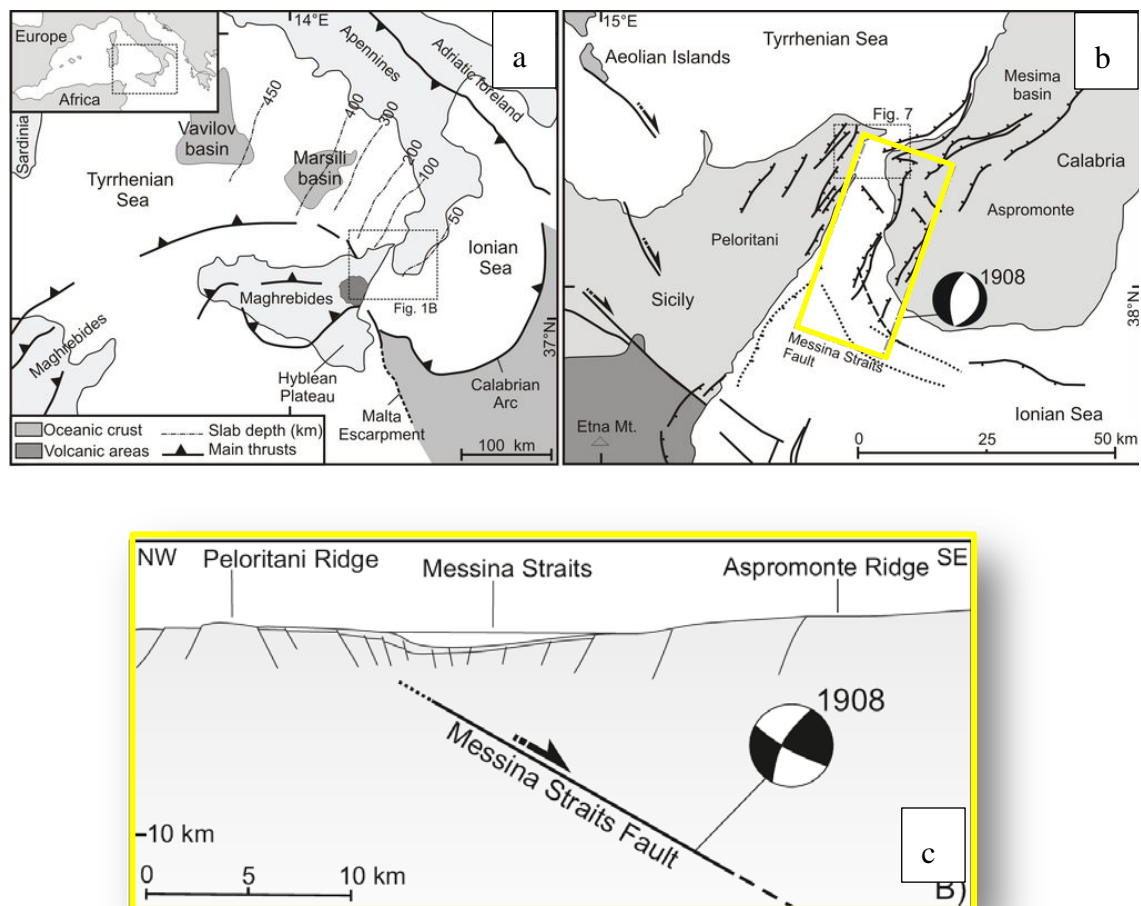 14°E
a
Europe
Africa
Apennines
Adriatic foreland
Sardinia
Vavilov
basin
450
400
300
200
100
50
Marsili
basin
Tyrrhenian
Sea
Ionian
Sea
Maghrebides
Fig. 1B
Maghrebides
37°N
Hyblean
Plateau
Malta
Escarpment
Calabrian
Arc
Oceanic crust
Slab depth (km)
Volcanic areas
Main thrusts
100 km
15°E
b
Aeolian Islands
Tyrrhenian Sea
Mesima
basin
Fig. 7
Calabria
Peloritani
Aspromonte
1908
Sicily
38°N
Messina Straits
Fault
Etna Mt.
Ionian Sea
0 25 50 km
NW Peloritani Ridge Messina Straits Aspromonte Ridge SE
1908
Messina Straits Fault
10 km
c
0 5 10 km
B)